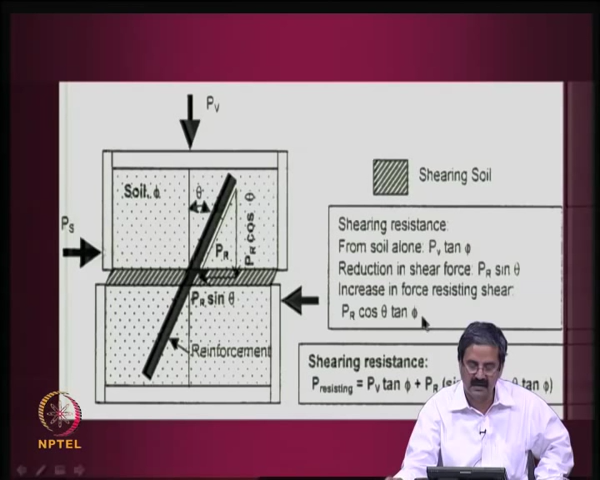 Pv
Soil, ϕ
θ
Shearing Soil
Ps
PR cos θ
PR
PR sin θ
Reinforcement
Shearing resistance:
From soil alone: Pv tan ϕ
Reduction in shear force: PR sin θ
Increase in force resisting shear:
PR cos θ tan ϕ
Shearing resistance:
Presisting = Pv tan ϕ + PR (sin θ tan ϕ)
NPTEL